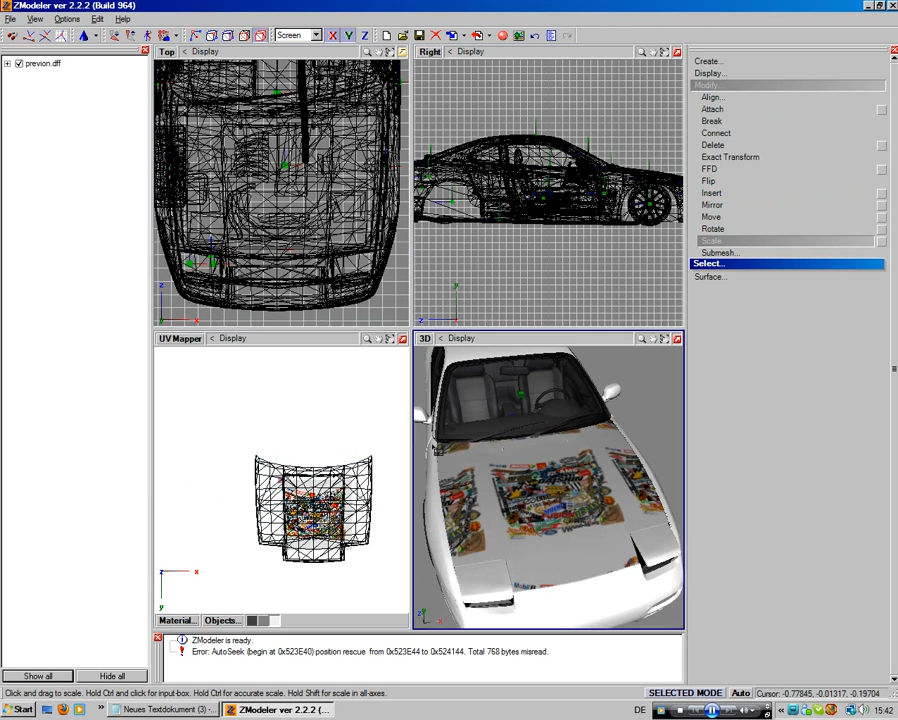 ZModeler ver 2.2.2 (Build 964)
File View Options Edit Help
Screen X Y Z
previon.dff
Top < Display
Right < Display
UV Mapper < Display
3D < Display
z x
y z
z x
y
Material... Objects...
Create...
Display...
Modify...
Align...
Attach
Break
Connect
Delete
Exact Transform
FFD
Flip
Insert
Mirror
Move
Rotate
Scale
Submesh...
Select...
Surface...
Show all Hide all
ZModeler is ready.
Error: AutoSeek (begin at 0x523E40) position rescue from 0x523E44 to 0x524144. Total 768 bytes misread.
Click and drag to scale. Hold Ctrl and click for input-box. Hold Ctrl for accurate scale. Hold Shift for scale in all-axes.
SELECTED MODE Auto Cursor: -0.77845, -0.01317, -0.19704
Start » Neues Textdokument (3) -... ZModeler ver 2.2.2 (... DE 15:42